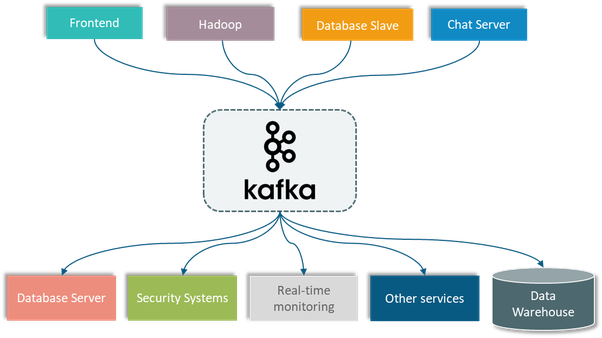 Frontend
Hadoop
Database Slave
Chat Server
kafka
Database Server
Security Systems
Real-time
monitoring
Other services
Data
Warehouse